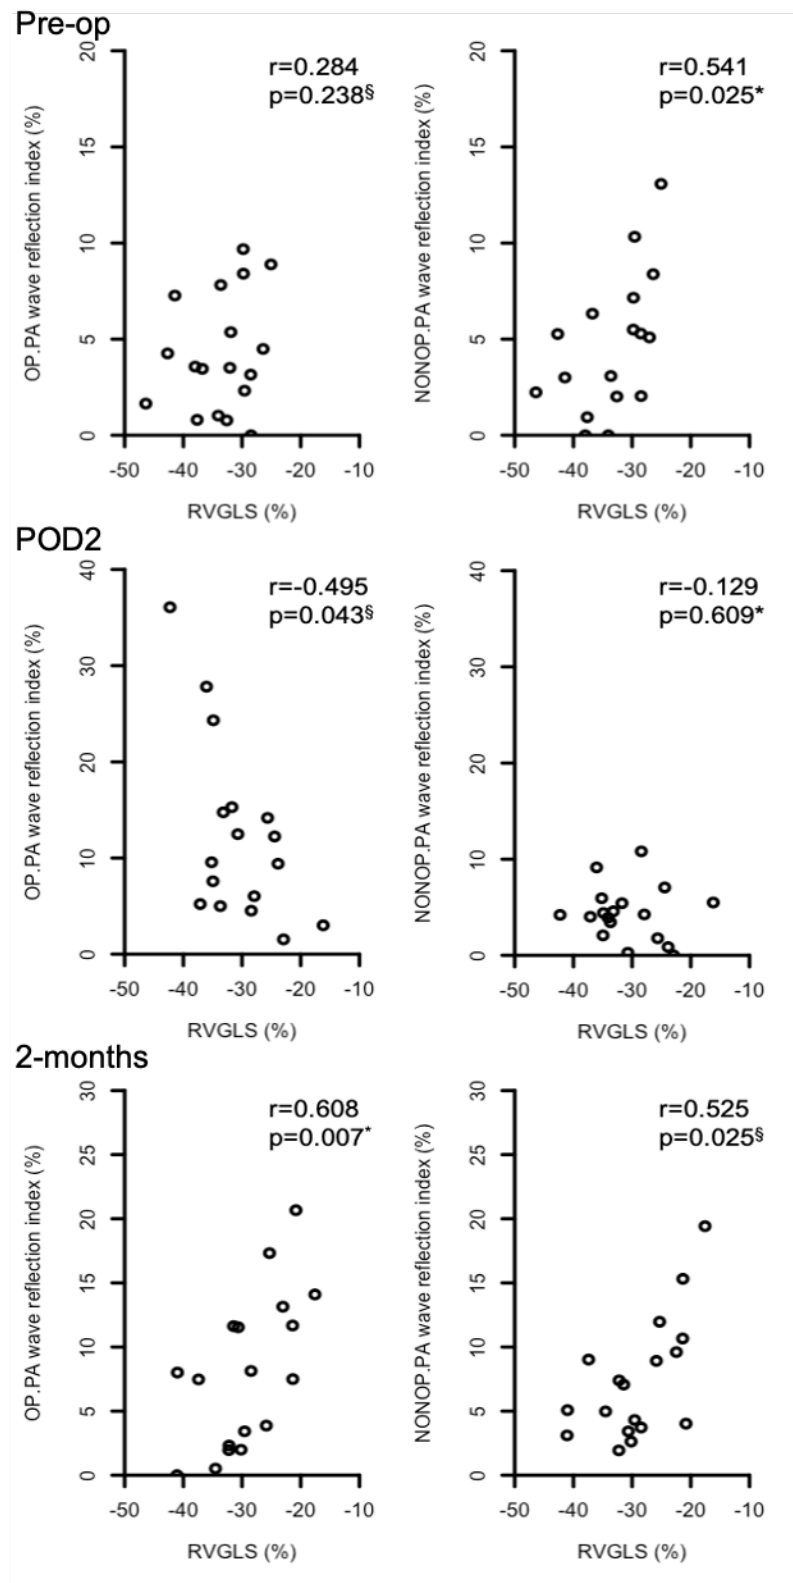 Pre-op
OP.PA wave reflection index (%)
20
15
10
5
0
r=0.284
p=0.238§
-50 -40 -30 -20 -10
RVGLS (%)
NONOP.PA wave reflection index (%)
20
15
10
5
0
r=0.541
p=0.025*
-50 -40 -30 -20 -10
RVGLS (%)
POD2
OP.PA wave reflection index (%)
40
30
20
10
0
r=-0.495
p=0.043§
-50 -40 -30 -20 -10
RVGLS (%)
NONOP.PA wave reflection index (%)
40
30
20
10
0
r=-0.129
p=0.609*
-50 -40 -30 -20 -10
RVGLS (%)
2-months
OP.PA wave reflection index (%)
30
25
20
15
10
5
0
r=0.608
p=0.007*
-50 -40 -30 -20 -10
RVGLS (%)
NONOP.PA wave reflection index (%)
30
25
20
15
10
5
0
r=0.525
p=0.025§
-50 -40 -30 -20 -10
RVGLS (%)